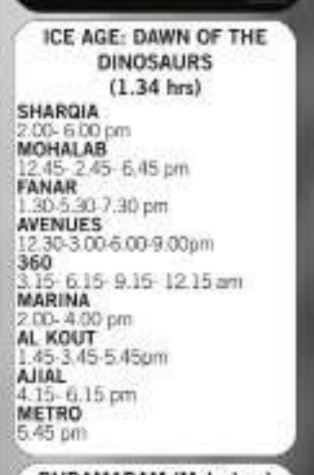 ICE AGE: DAWN OF THE
DINOSAURS
(1.34 hrs)
SHARQIA
2.00- 6.00 pm
MOHALAB
12.45- 2.45- 6.45 pm
FANAR
1.30-5.30-7.30 pm
AVENUES
12.30-3.00-6.00-9.00pm
360
3.15- 6.15- 9.15- 12.15 am
MARINA
2.00- 4.00 pm
AL KOUT
1.45-3.45-5.45pm
AJIAL
4.15- 6.15 pm
METRO
5.45 pm